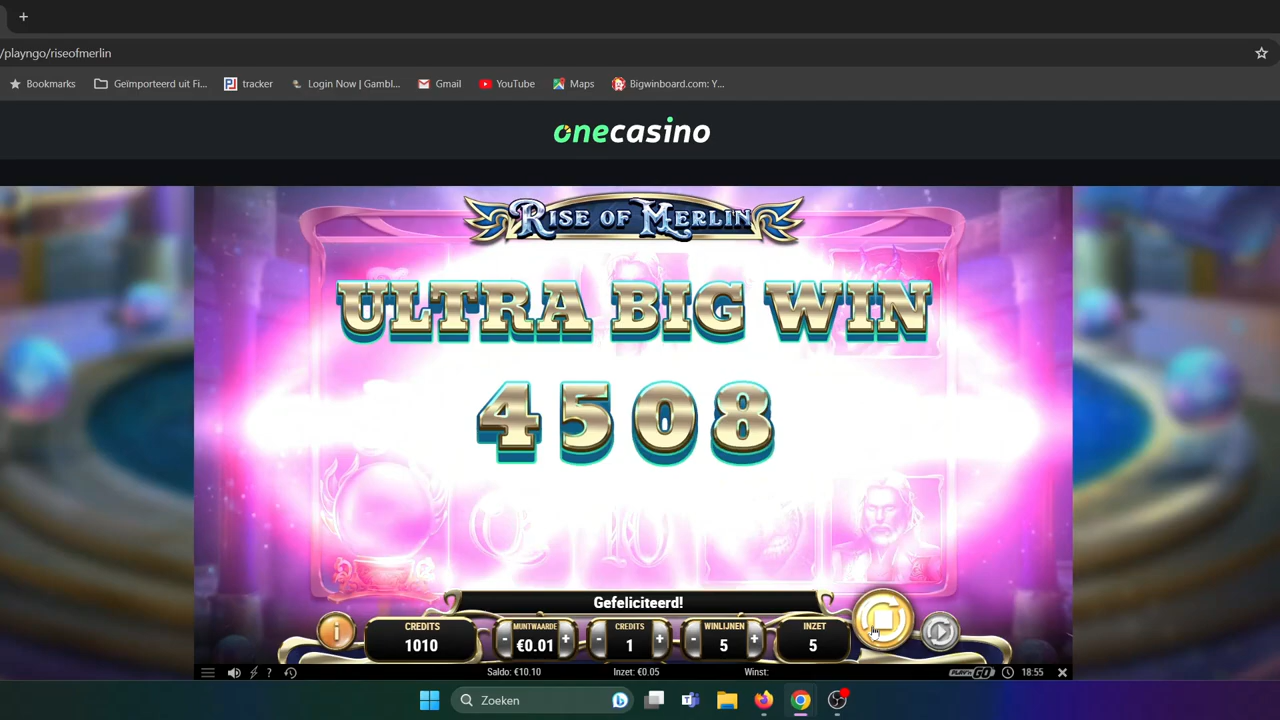 +
/playngo/riseofmerlin
Bookmarks Geïmporteerd uit Fi... tracker Login Now | Gambl... Gmail YouTube Maps Bigwinboard.com: Y...
onecasino
RISE OF MERLIN
ULTRA BIG WIN
4508
Gefeliciteerd!
CREDITS MUNTWAARDE CREDITS WINLIJNEN INZET
1010 - €0.01 + - 1 + - 5 + 5
? Saldo: €10.10 Inzet: €0.05 Winst: PLAY'N GO 18:55
Zoeken